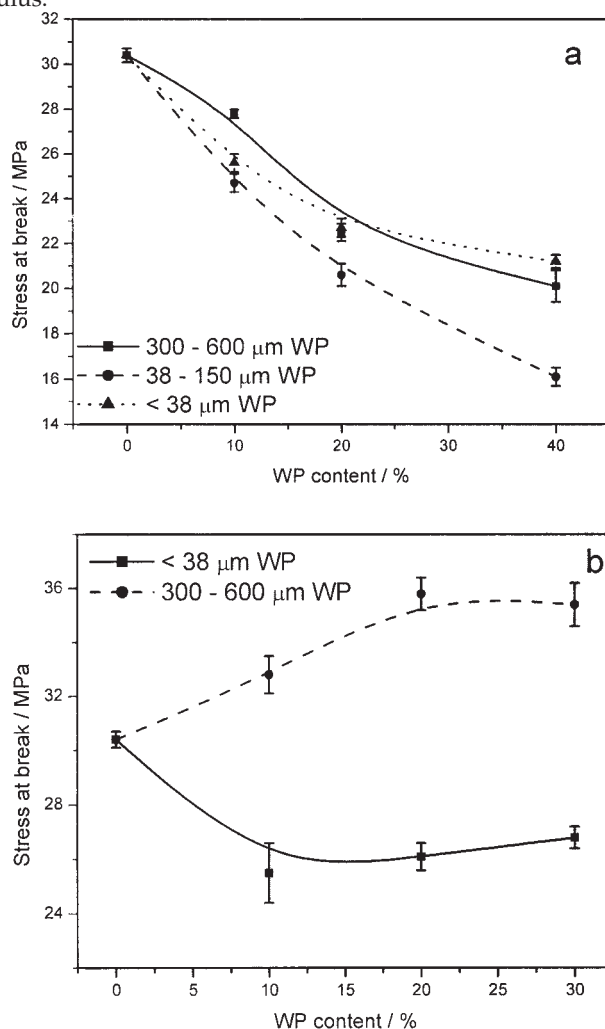 ulus.
a
32
30
28
26
24
22
20
18
16
14
Stress at break / MPa
300 - 600 μm WP
38 - 150 μm WP
< 38 μm WP
0 10 20 30 40
WP content / %
b
< 38 μm WP
300 - 600 μm WP
36
32
28
24
Stress at break / MPa
0 5 10 15 20 25 30
WP content / %